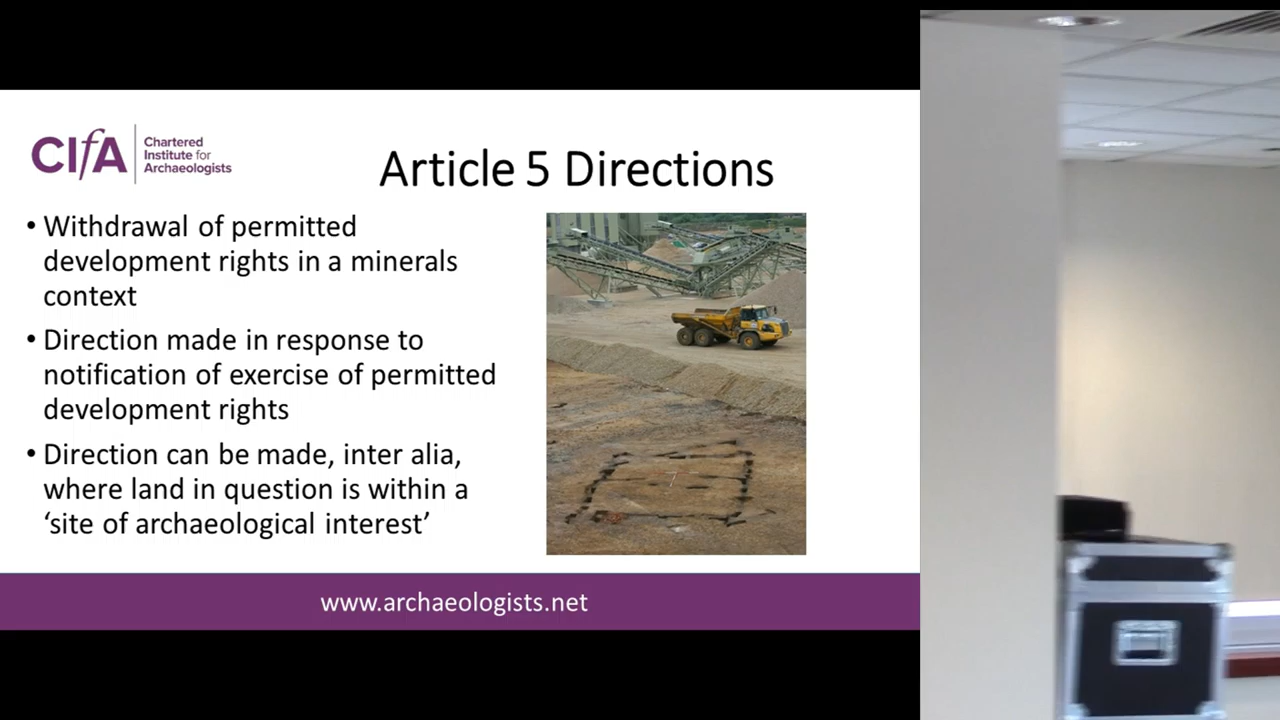 CIfA
Chartered
Institute for
Archaeologists
Article 5 Directions
• Withdrawal of permitted
development rights in a minerals
context
• Direction made in response to
notification of exercise of permitted
development rights
• Direction can be made, inter alia,
where land in question is within a
‘site of archaeological interest’
www.archaeologists.net